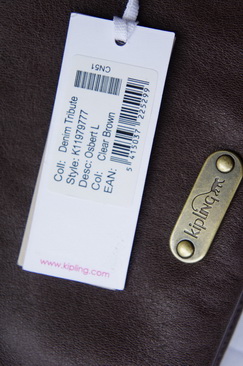 CN51
Coll: Denim Tribute
Style: K11979777
Desc: Osbert L
Col: Clear Brown
EAN:
5 415037 225299
www.kipling.com
kipling